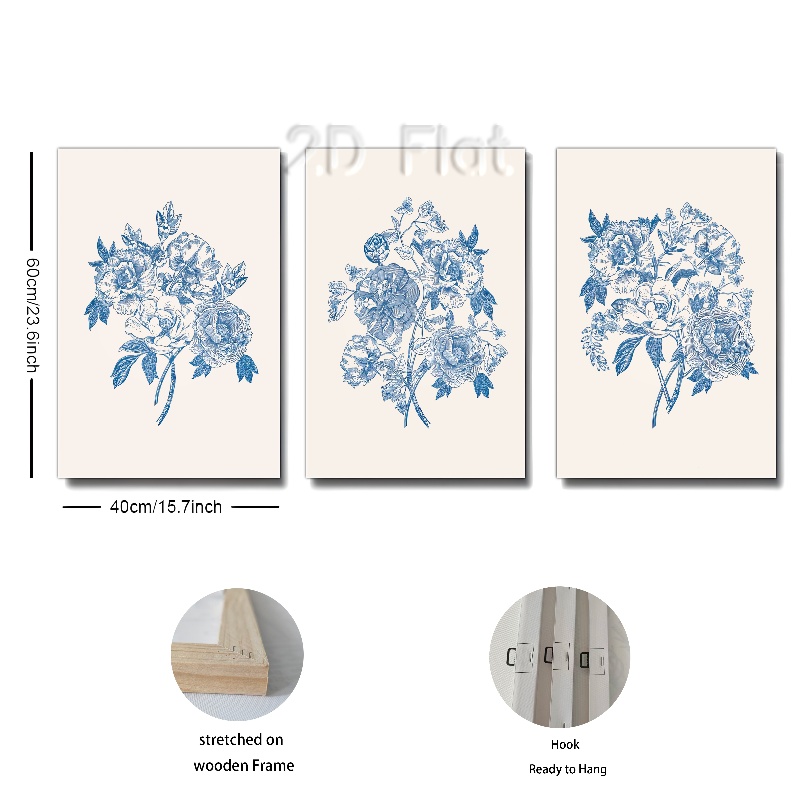 2D Flat
60cm/23.6inch
40cm/15.7inch
stretched on
wooden Frame
Hook
Ready to Hang